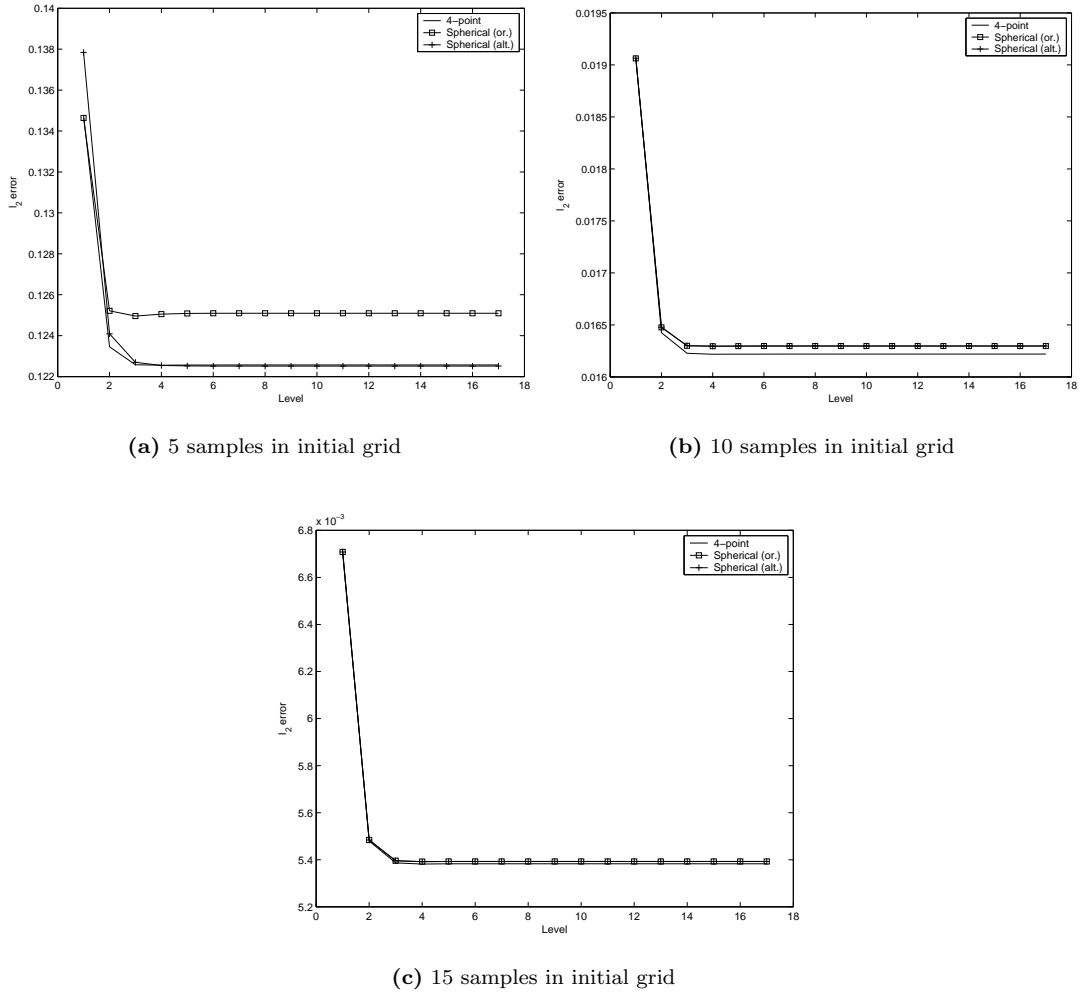 0.14
0.138
0.136
0.134
0.132
0.13
0.128
0.126
0.124
0.122
0 2 4 6 8 10 12 14 16 18
l2 error
Level
4−point
Spherical (or.)
Spherical (alt.)
(a) 5 samples in initial grid
0.0195
0.019
0.0185
0.018
0.0175
0.017
0.0165
0.016
0 2 4 6 8 10 12 14 16 18
l2 error
Level
4−point
Spherical (or.)
Spherical (alt.)
(b) 10 samples in initial grid
x 10−3
6.8
6.6
6.4
6.2
6
5.8
5.6
5.4
5.2
0 2 4 6 8 10 12 14 16 18
l2 error
Level
4−point
Spherical (or.)
Spherical (alt.)
(c) 15 samples in initial grid